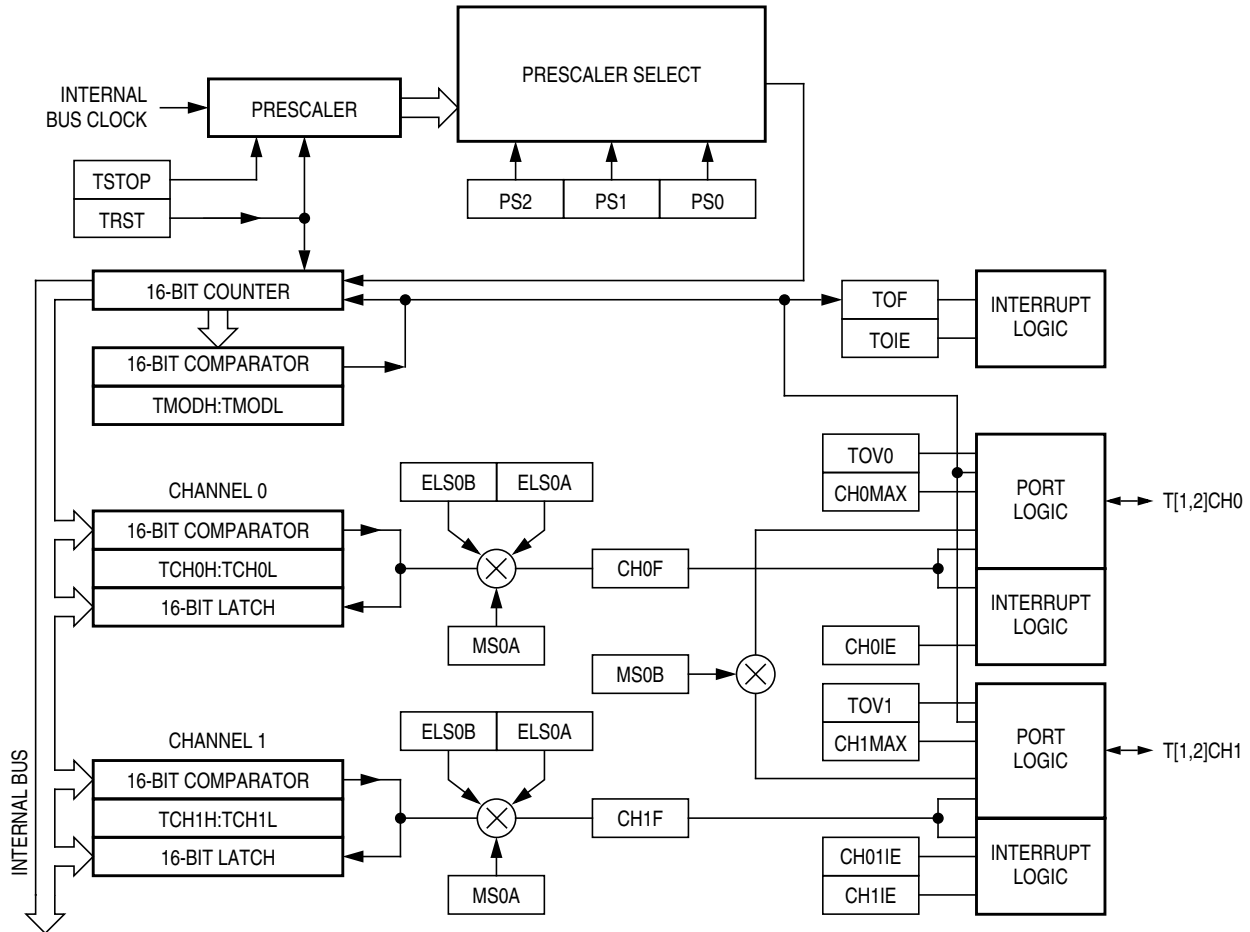 INTERNAL
BUS CLOCK
PRESCALER
PRESCALER SELECT
TSTOP
TRST
PS2
PS1
PS0
16-BIT COUNTER
16-BIT COMPARATOR
TMODH:TMODL
TOF
TOIE
INTERRUPT
LOGIC
CHANNEL 0
16-BIT COMPARATOR
TCH0H:TCH0L
16-BIT LATCH
ELS0B
ELS0A
MS0A
CH0F
TOV0
CH0MAX
PORT
LOGIC
T[1,2]CH0
INTERRUPT
LOGIC
CH0IE
MS0B
CHANNEL 1
16-BIT COMPARATOR
TCH1H:TCH1L
16-BIT LATCH
ELS0B
ELS0A
MS0A
CH1F
TOV1
CH1MAX
PORT
LOGIC
T[1,2]CH1
INTERRUPT
LOGIC
CH01IE
CH1IE
INTERNAL BUS